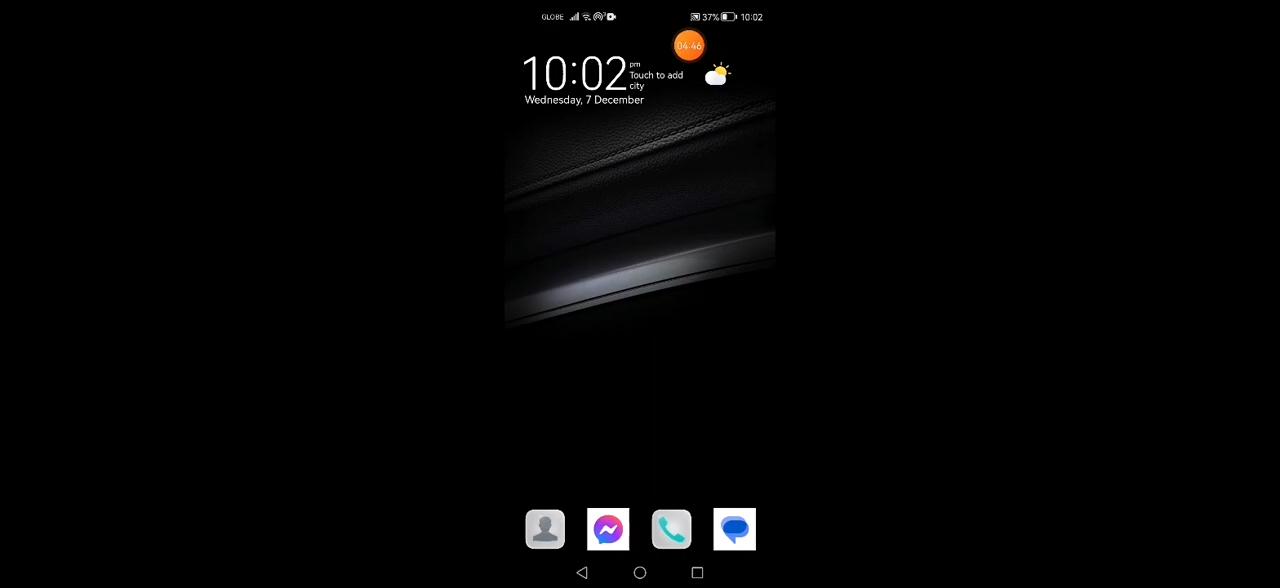 GLOBE
37%
10:02
04:46
10:02 pm
Touch to add
city
Wednesday, 7 December